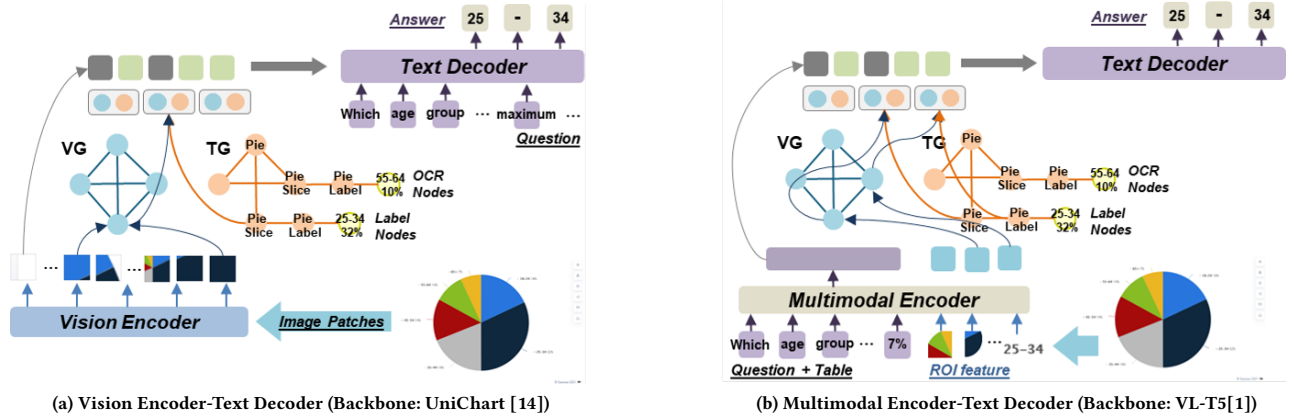 Answer
25
-
34
Text Decoder
Which
age
group
...
maximum
...
Question
VG
TG
Pie
Pie
Slice
Pie
Label
55-64
10%
OCR
Nodes
Pie
Slice
Pie
Label
25-34
32%
Label
Nodes
...
...
Vision Encoder
Image Patches
(a) Vision Encoder-Text Decoder (Backbone: UniChart [14])
Answer
25
-
34
Text Decoder
VG
TG
Pie
Pie
Slice
Pie
Label
55-64
10%
OCR
Nodes
Pie
Slice
Pie
Label
25-34
32%
Label
Nodes
Multimodal Encoder
Which
age
group
...
7%
...
25-34
Question + Table
ROI feature
(b) Multimodal Encoder-Text Decoder (Backbone: VL-T5[1])